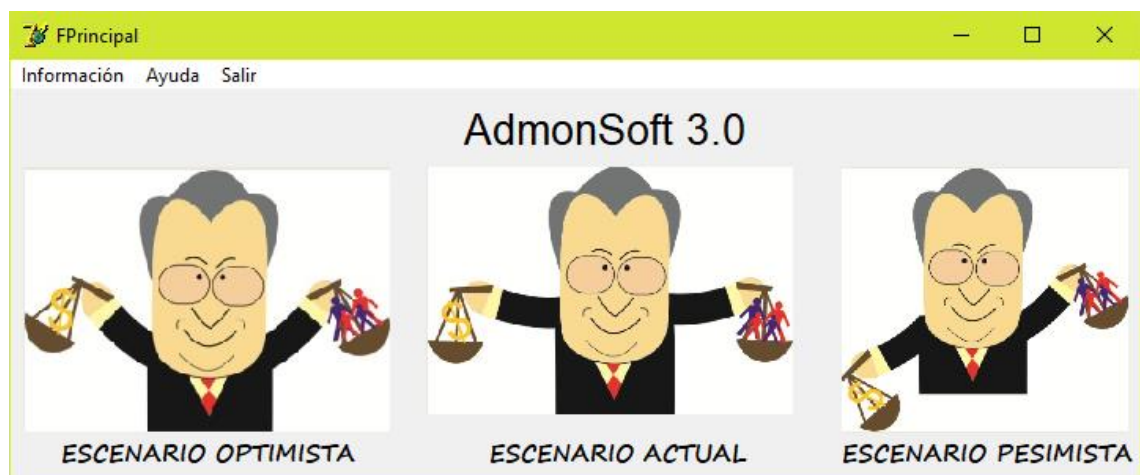 FPrincipal
Información Ayuda Salir
AdmonSoft 3.0
$ $ $
ESCENARIO OPTIMISTA ESCENARIO ACTUAL ESCENARIO PESIMISTA